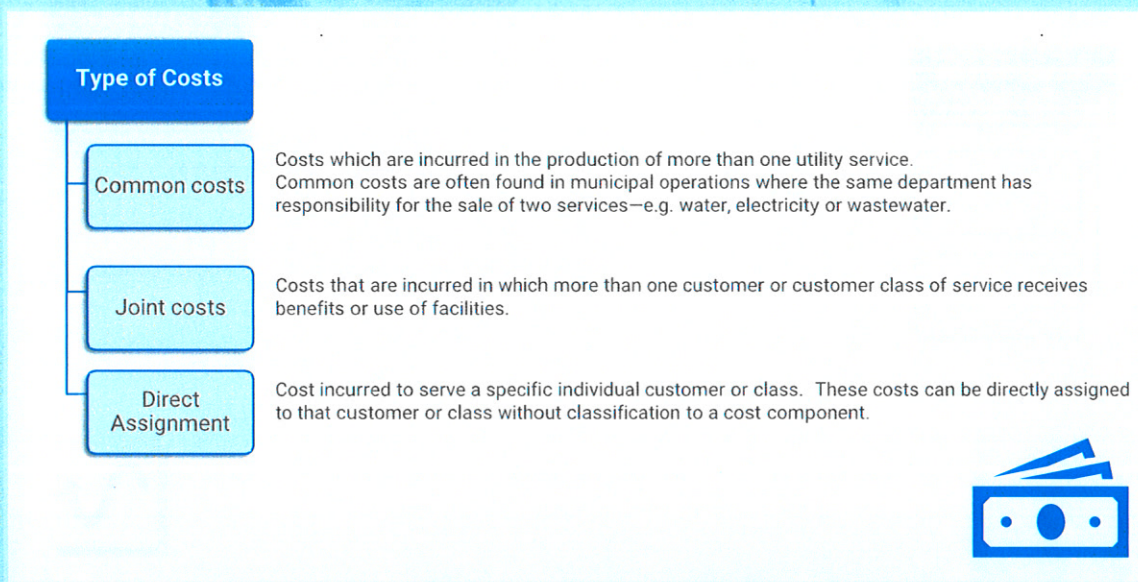 Type of Costs
Common costs
Costs which are incurred in the production of more than one utility service.
Common costs are often found in municipal operations where the same department has
responsibility for the sale of two services—e.g. water, electricity or wastewater.
Joint costs
Costs that are incurred in which more than one customer or customer class of service receives
benefits or use of facilities.
Direct
Assignment
Cost incurred to serve a specific individual customer or class. These costs can be directly assigned
to that customer or class without classification to a cost component.